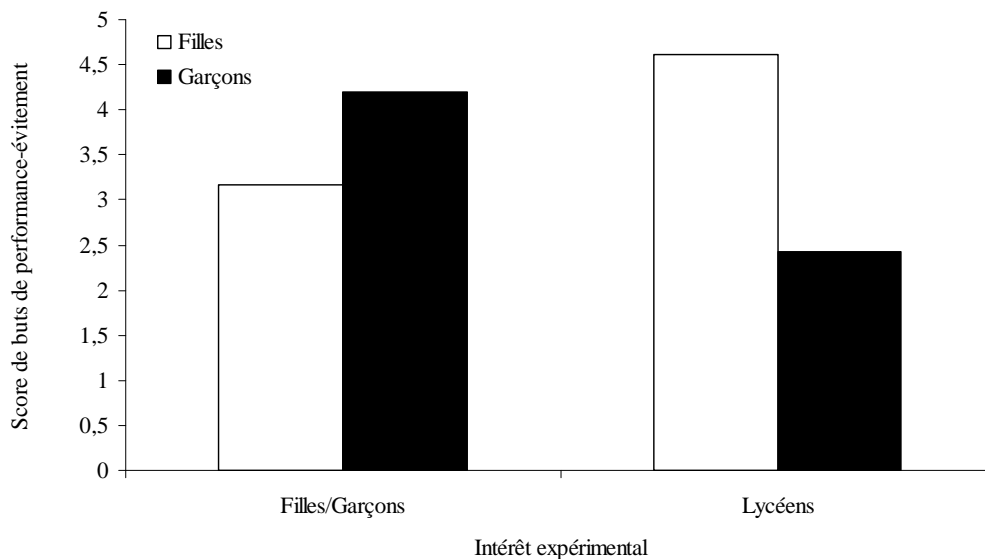 Score de buts de performance-évitement
5
4,5
4
3,5
3
2,5
2
1,5
1
0,5
0
Filles
Garçons
Filles/Garçons
Lycéens
Intérêt expérimental